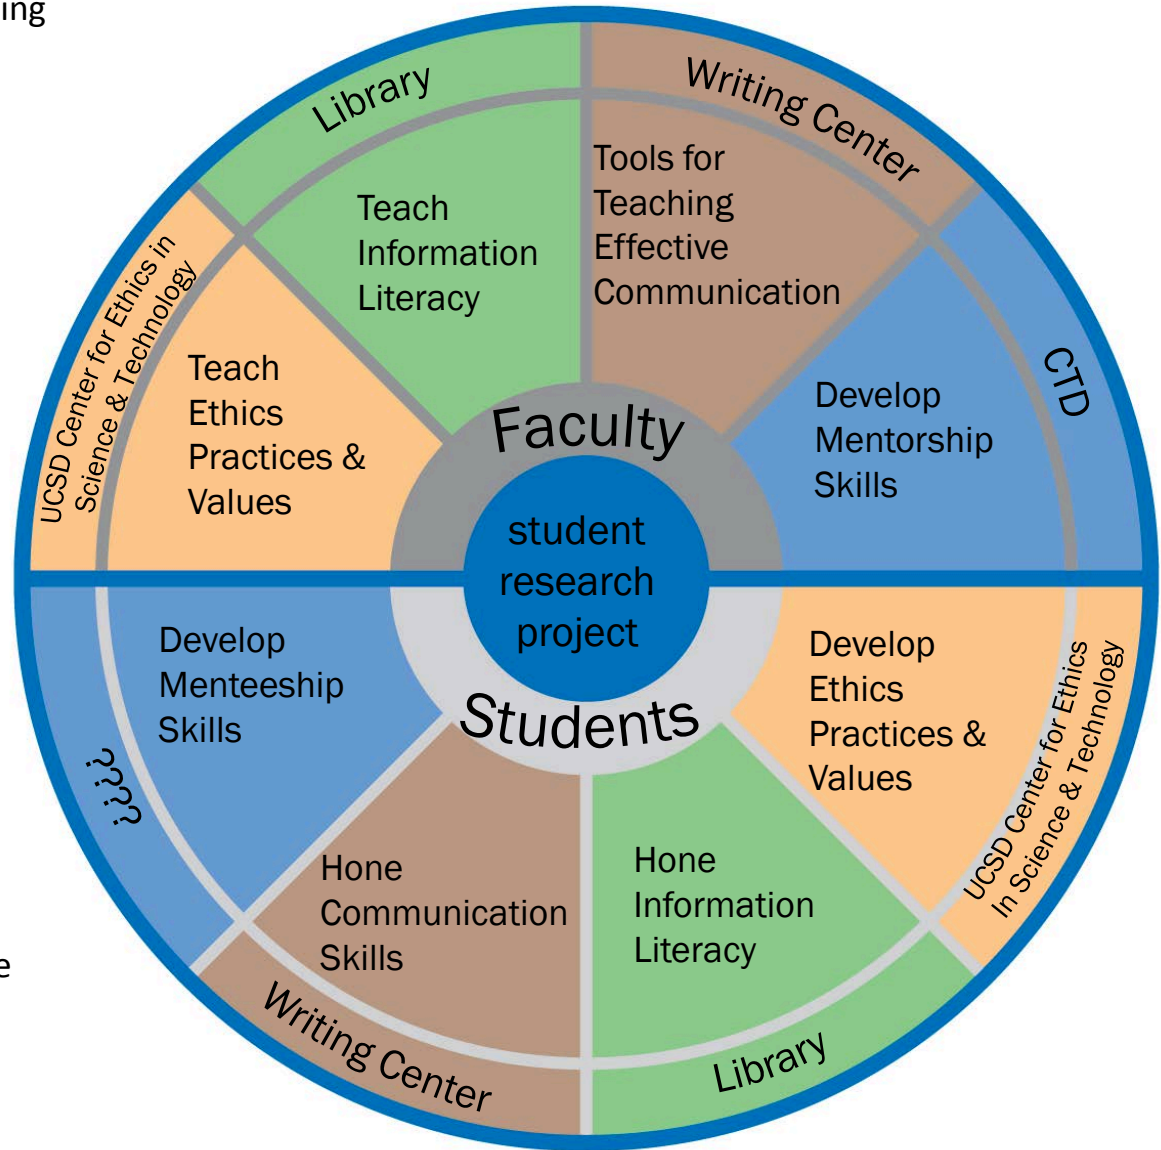 ing
Library
Writing Center
Tools for
Teaching
Effective
Communication
Teach
Information
Literacy
UCSD Center for Ethics in
Science & Technology
Teach
Ethics
Practices &
Values
CTD
Develop
Mentorship
Skills
Faculty
student
research
project
Students
Develop
Menteeship
Skills
????
Develop
Ethics
Practices &
Values
UCSD Center for Ethics
In Science & Technology
Hone
Communication
Skills
Hone
Information
Literacy
e
Writing Center
Library